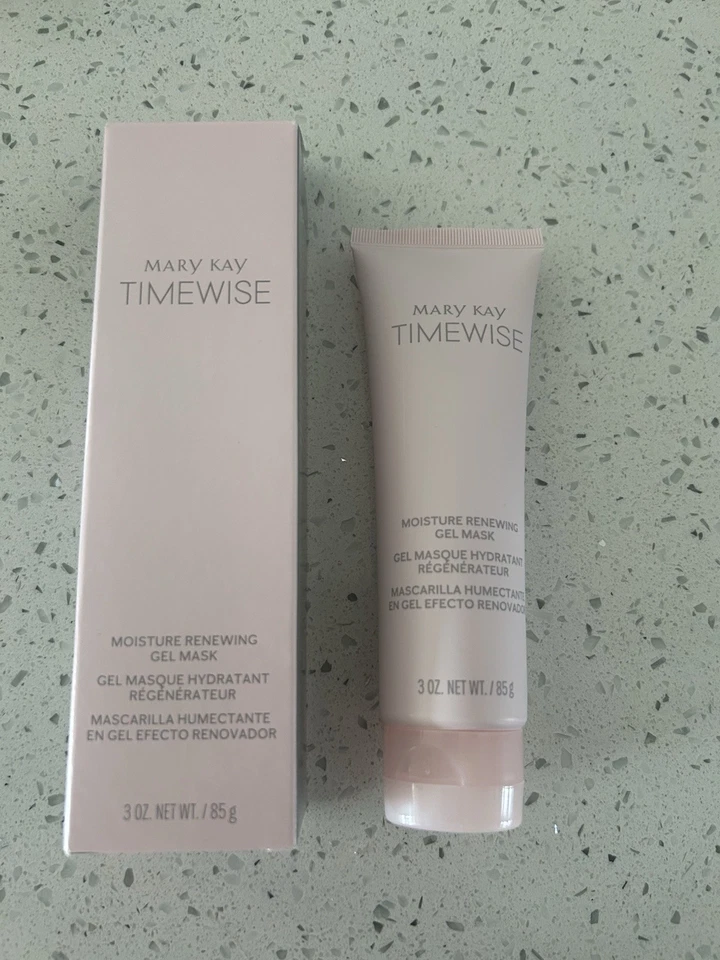 MARY KAY
TIMEWISE
MOISTURE RENEWING
GEL MASK
GEL MASQUE HYDRATANT
RÉGÉNÉRATEUR
MASCARILLA HUMECTANTE
EN GEL EFECTO RENOVADOR
3 OZ. NET WT. / 85 g
MARY KAY
TIMEWISE
MOISTURE RENEWING
GEL MASK
GEL MASQUE HYDRATANT
RÉGÉNÉRATEUR
MASCARILLA HUMECTANTE
EN GEL EFECTO RENOVADOR
3 OZ. NET WT. / 85 g